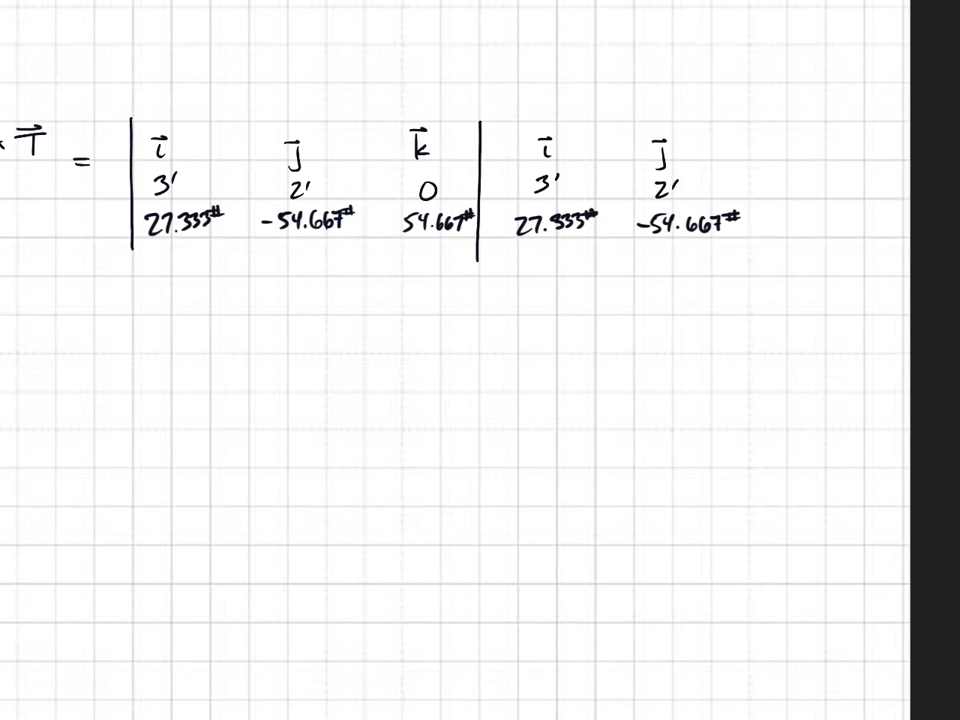 T⃗ = | i⃗ j⃗ k⃗ | i⃗ j⃗
3' 2' 0 3' 2'
27.333# -54.667# 54.667# 27.333# -54.667#